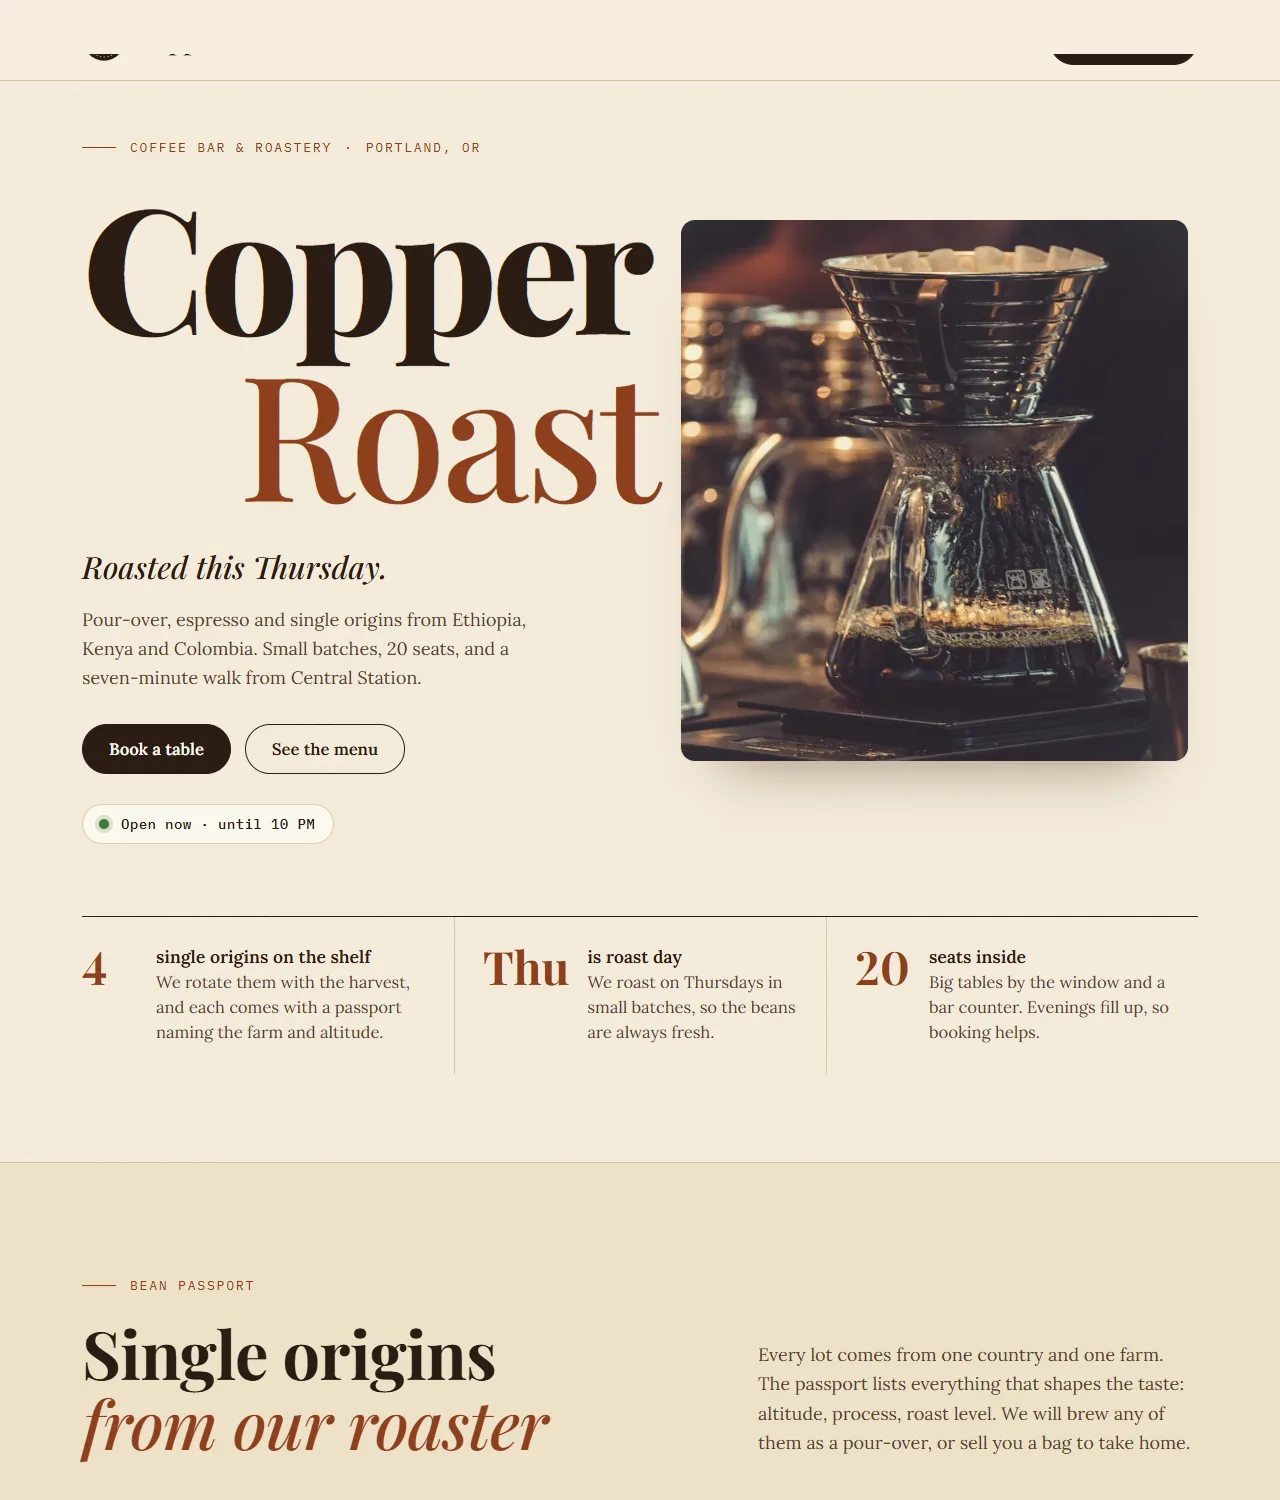 COFFEE BAR & ROASTERY · PORTLAND, OR
Copper
Roast
Roasted this Thursday.
Pour-over, espresso and single origins from Ethiopia,
Kenya and Colombia. Small batches, 20 seats, and a
seven-minute walk from Central Station.
Book a table
See the menu
Open now · until 10 PM
4
single origins on the shelf
We rotate them with the harvest,
and each comes with a passport
naming the farm and altitude.
Thu
is roast day
We roast on Thursdays in
small batches, so the beans
are always fresh.
20
seats inside
Big tables by the window and a
bar counter. Evenings fill up, so
booking helps.
BEAN PASSPORT
Single origins
from our roaster
Every lot comes from one country and one farm.
The passport lists everything that shapes the taste:
altitude, process, roast level. We will brew any of
them as a pour-over, or sell you a bag to take home.